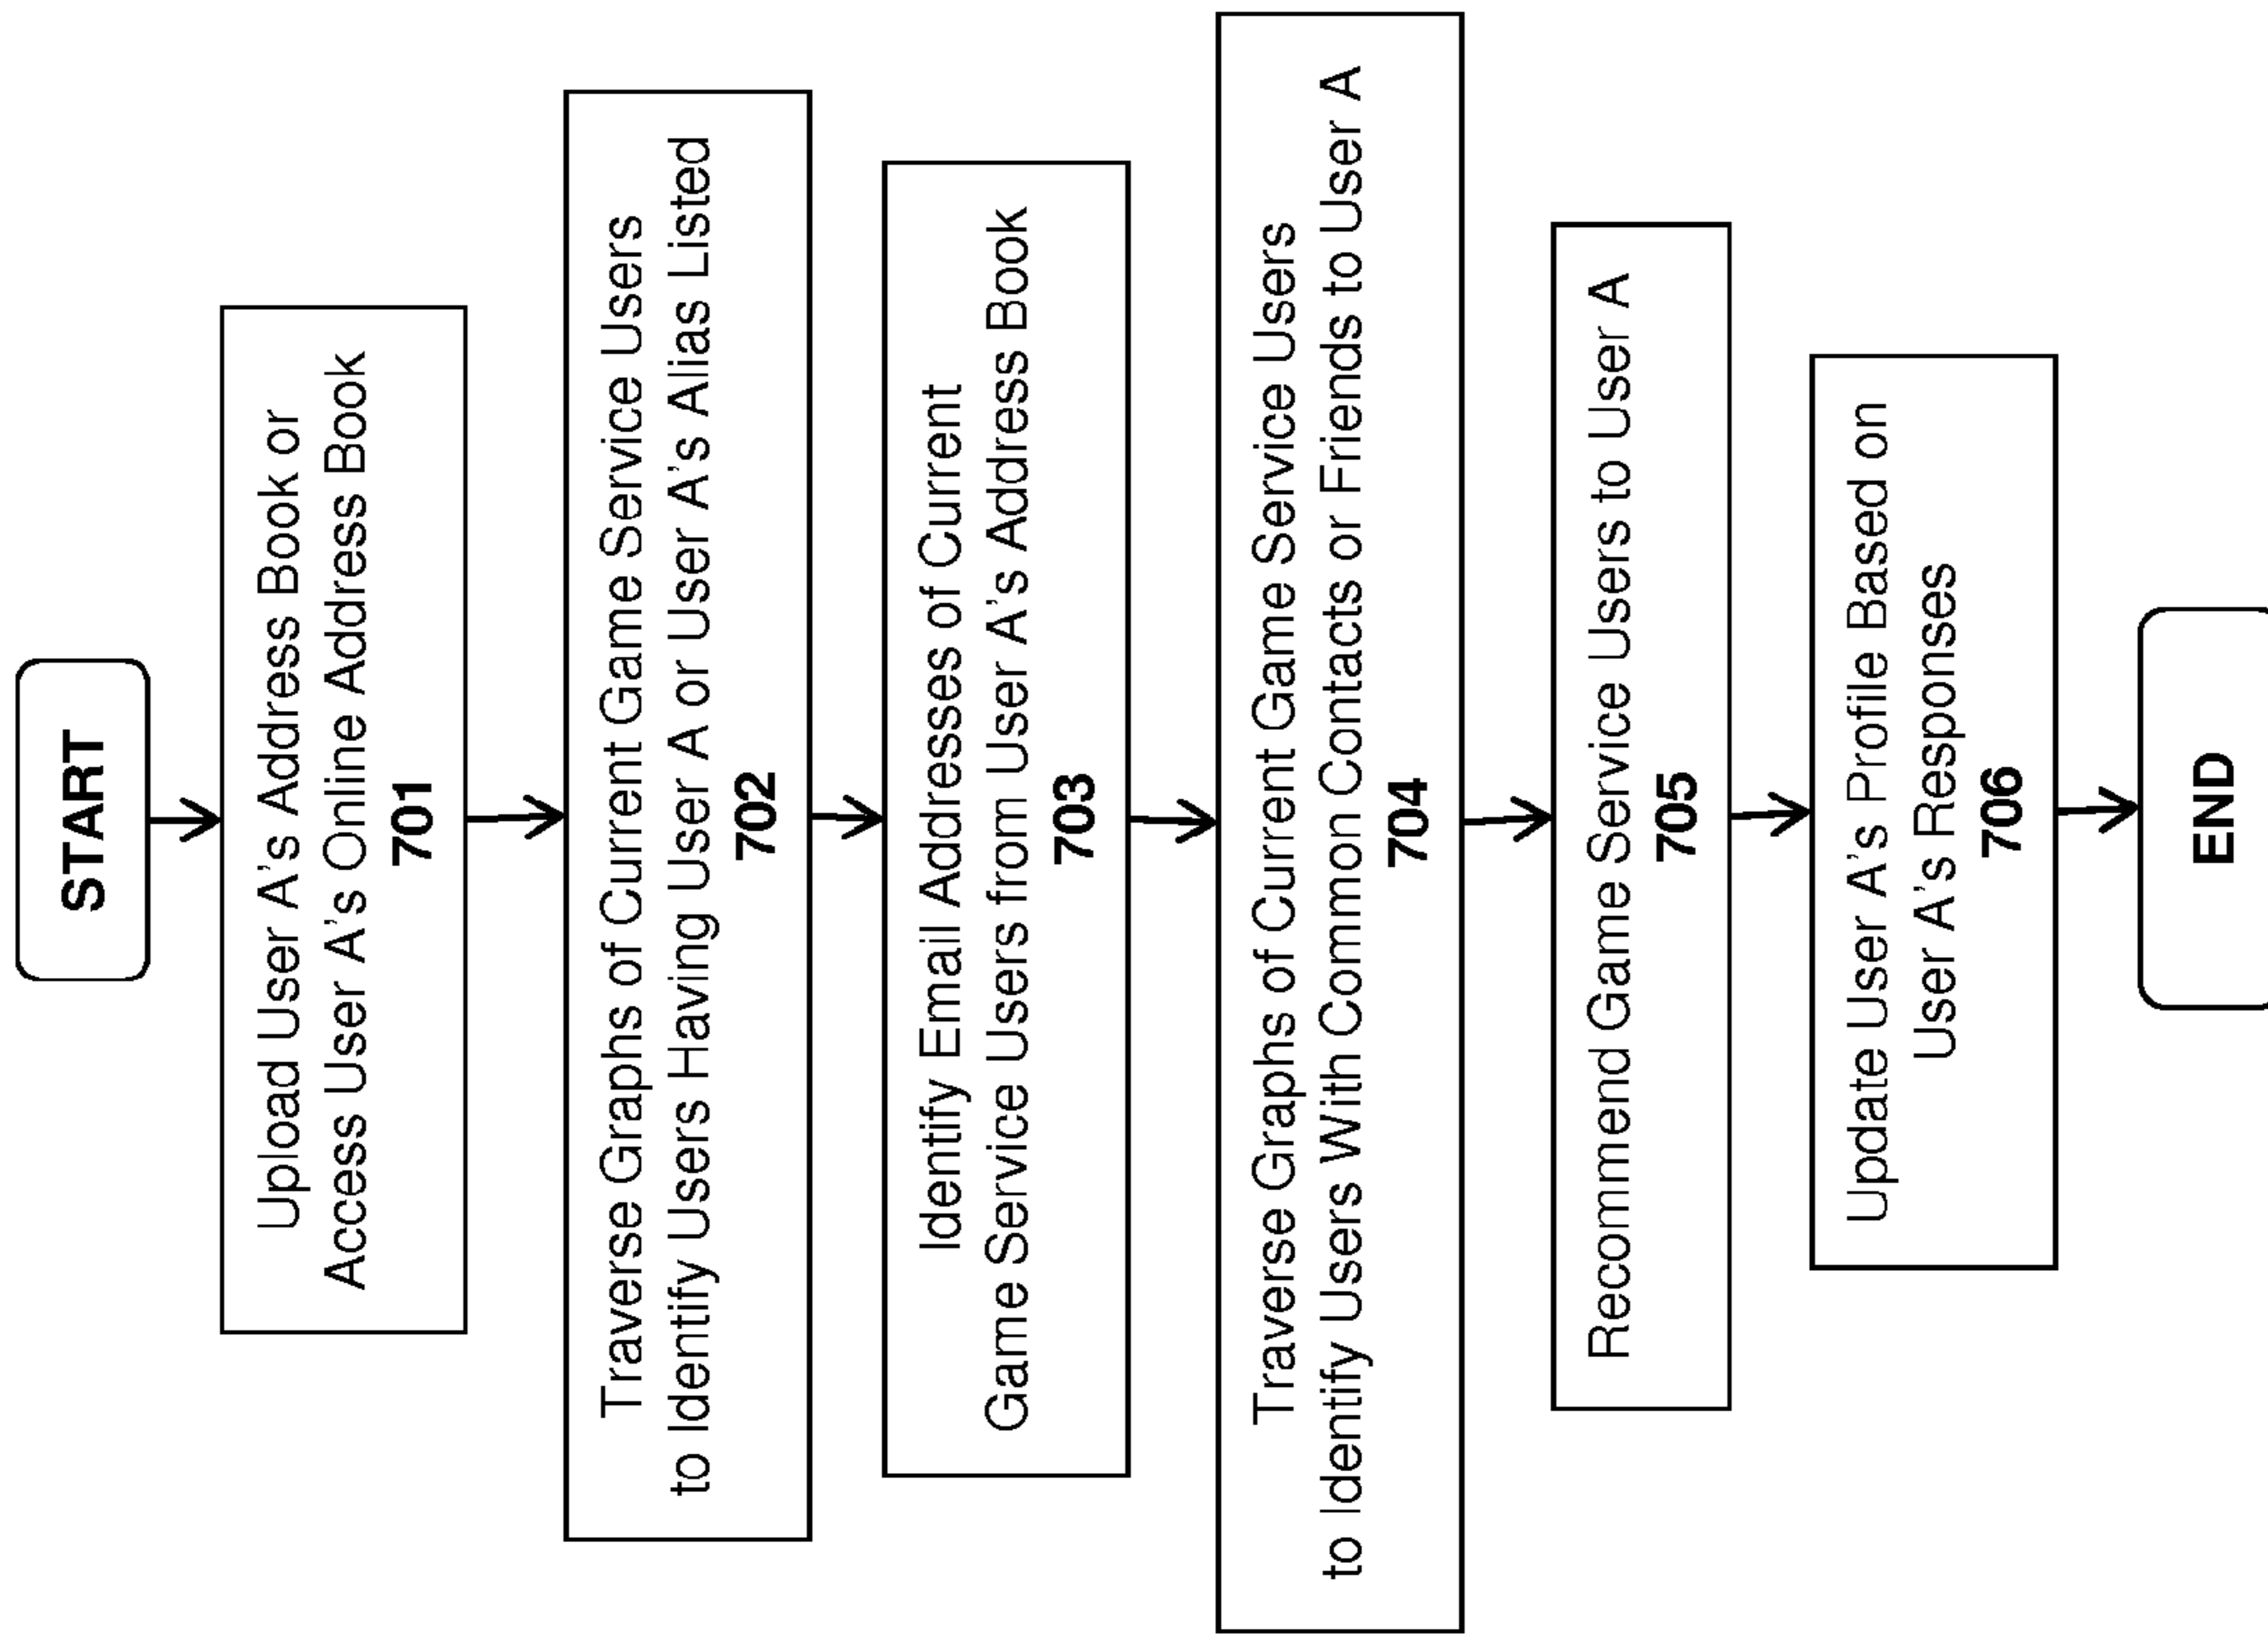 START
Upload User A's Address Book or
Access User A's Online Address Book
701
Traverse Graphs of Current Game Service Users
to Identify Users Having User A or User A's Alias Listed
702
Identify Email Addresses of Current
Game Service Users from User A's Address Book
703
Traverse Graphs of Current Game Service Users
to Identify Users With Common Contacts or Friends to User A
704
Recommend Game Service Users to User A
705
Update User A's Profile Based on
User A's Responses
706
END